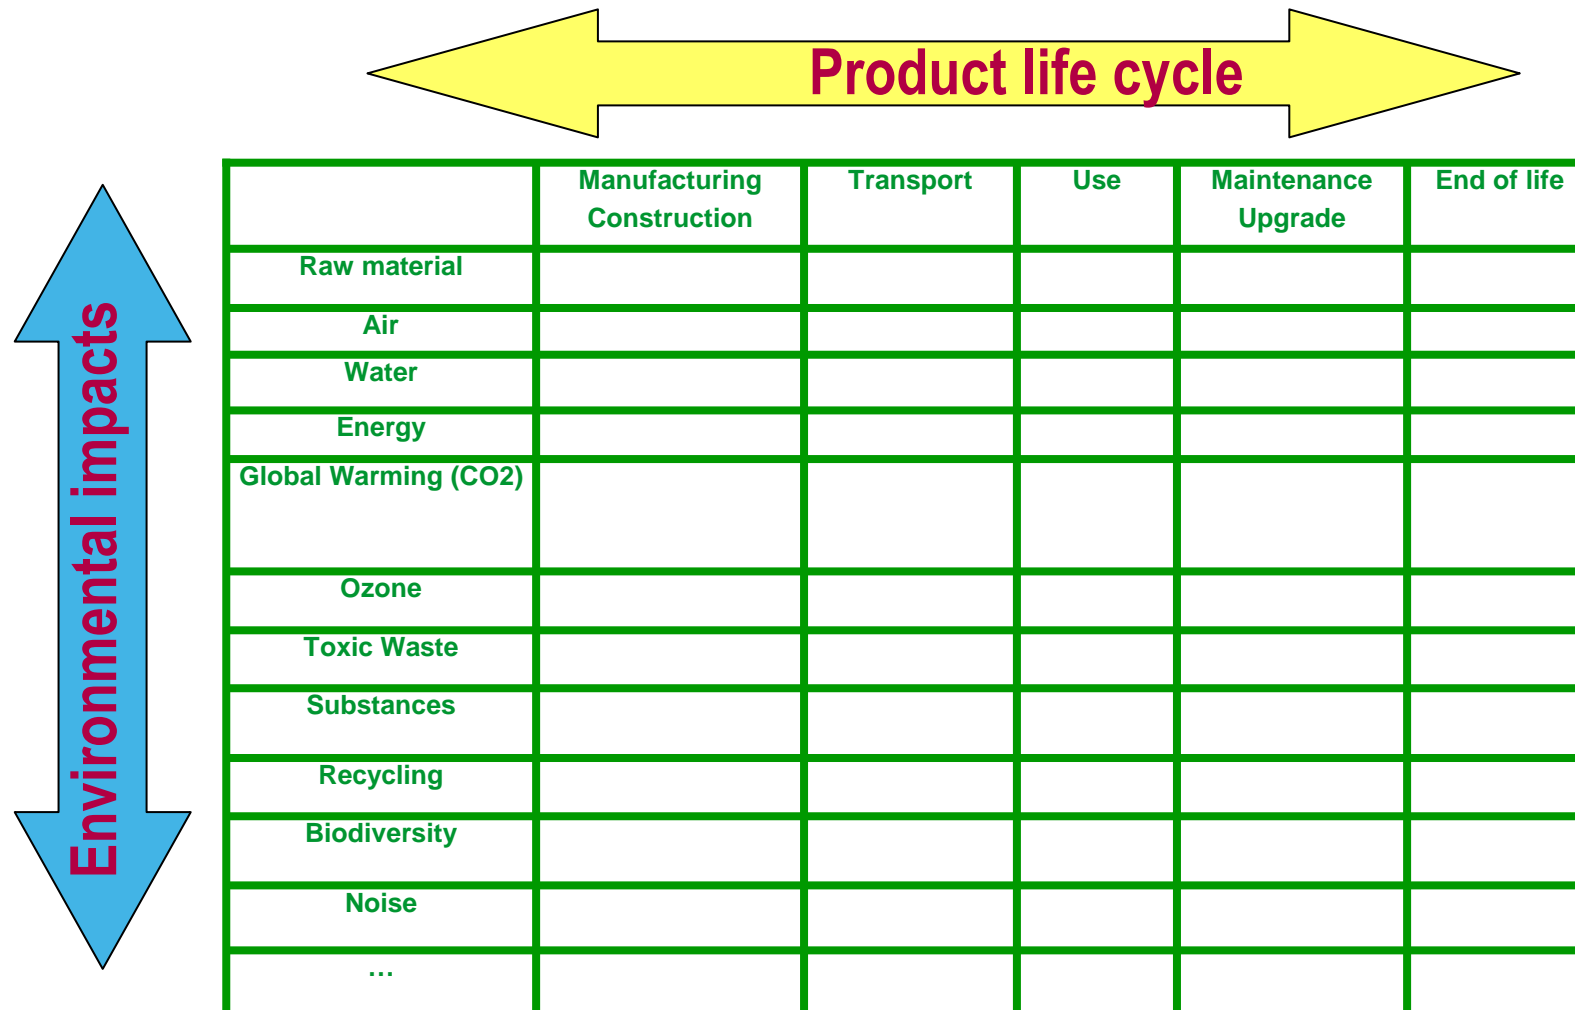 Product life cycle
Environmental impacts
Manufacturing Transport Use Maintenance End of life
Construction Upgrade
Raw material
Air
Water
Energy
Global Warming (CO2)
Ozone
Toxic Waste
Substances
Recycling
Biodiversity
Noise
…